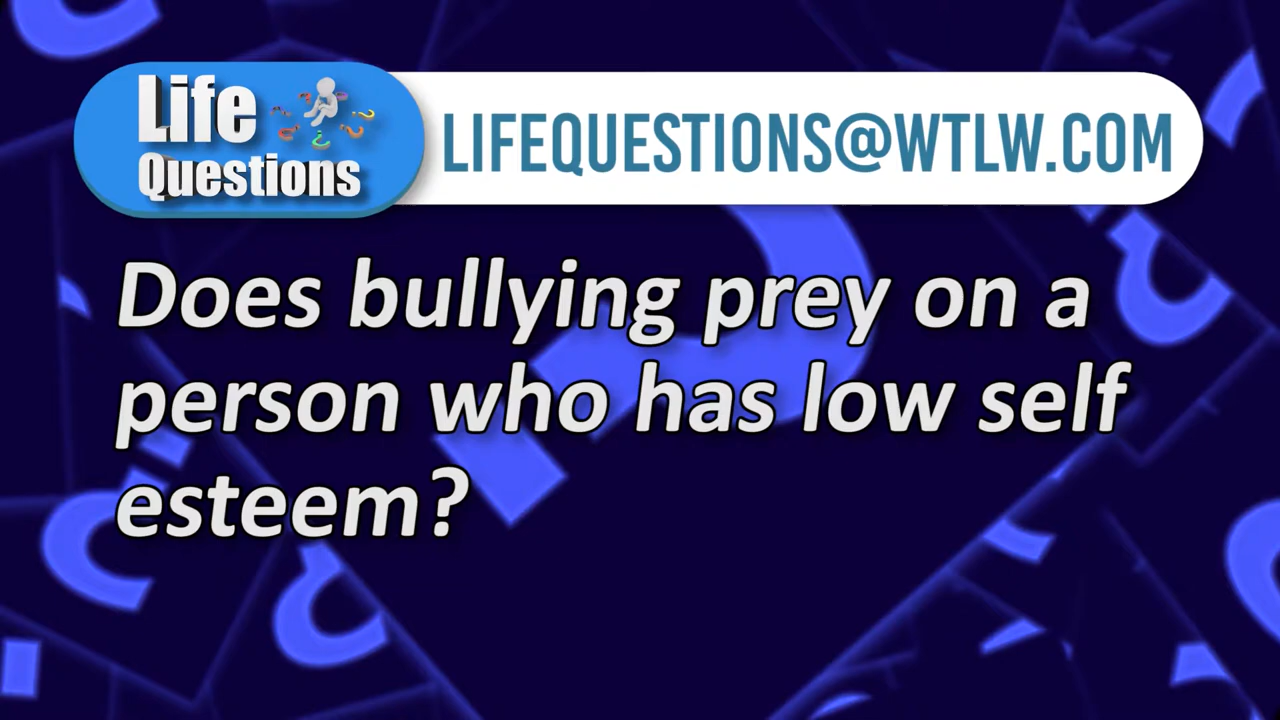 Life
Questions
LIFEQUESTIONS@WTLW.COM
Does bullying prey on a
person who has low self
esteem?